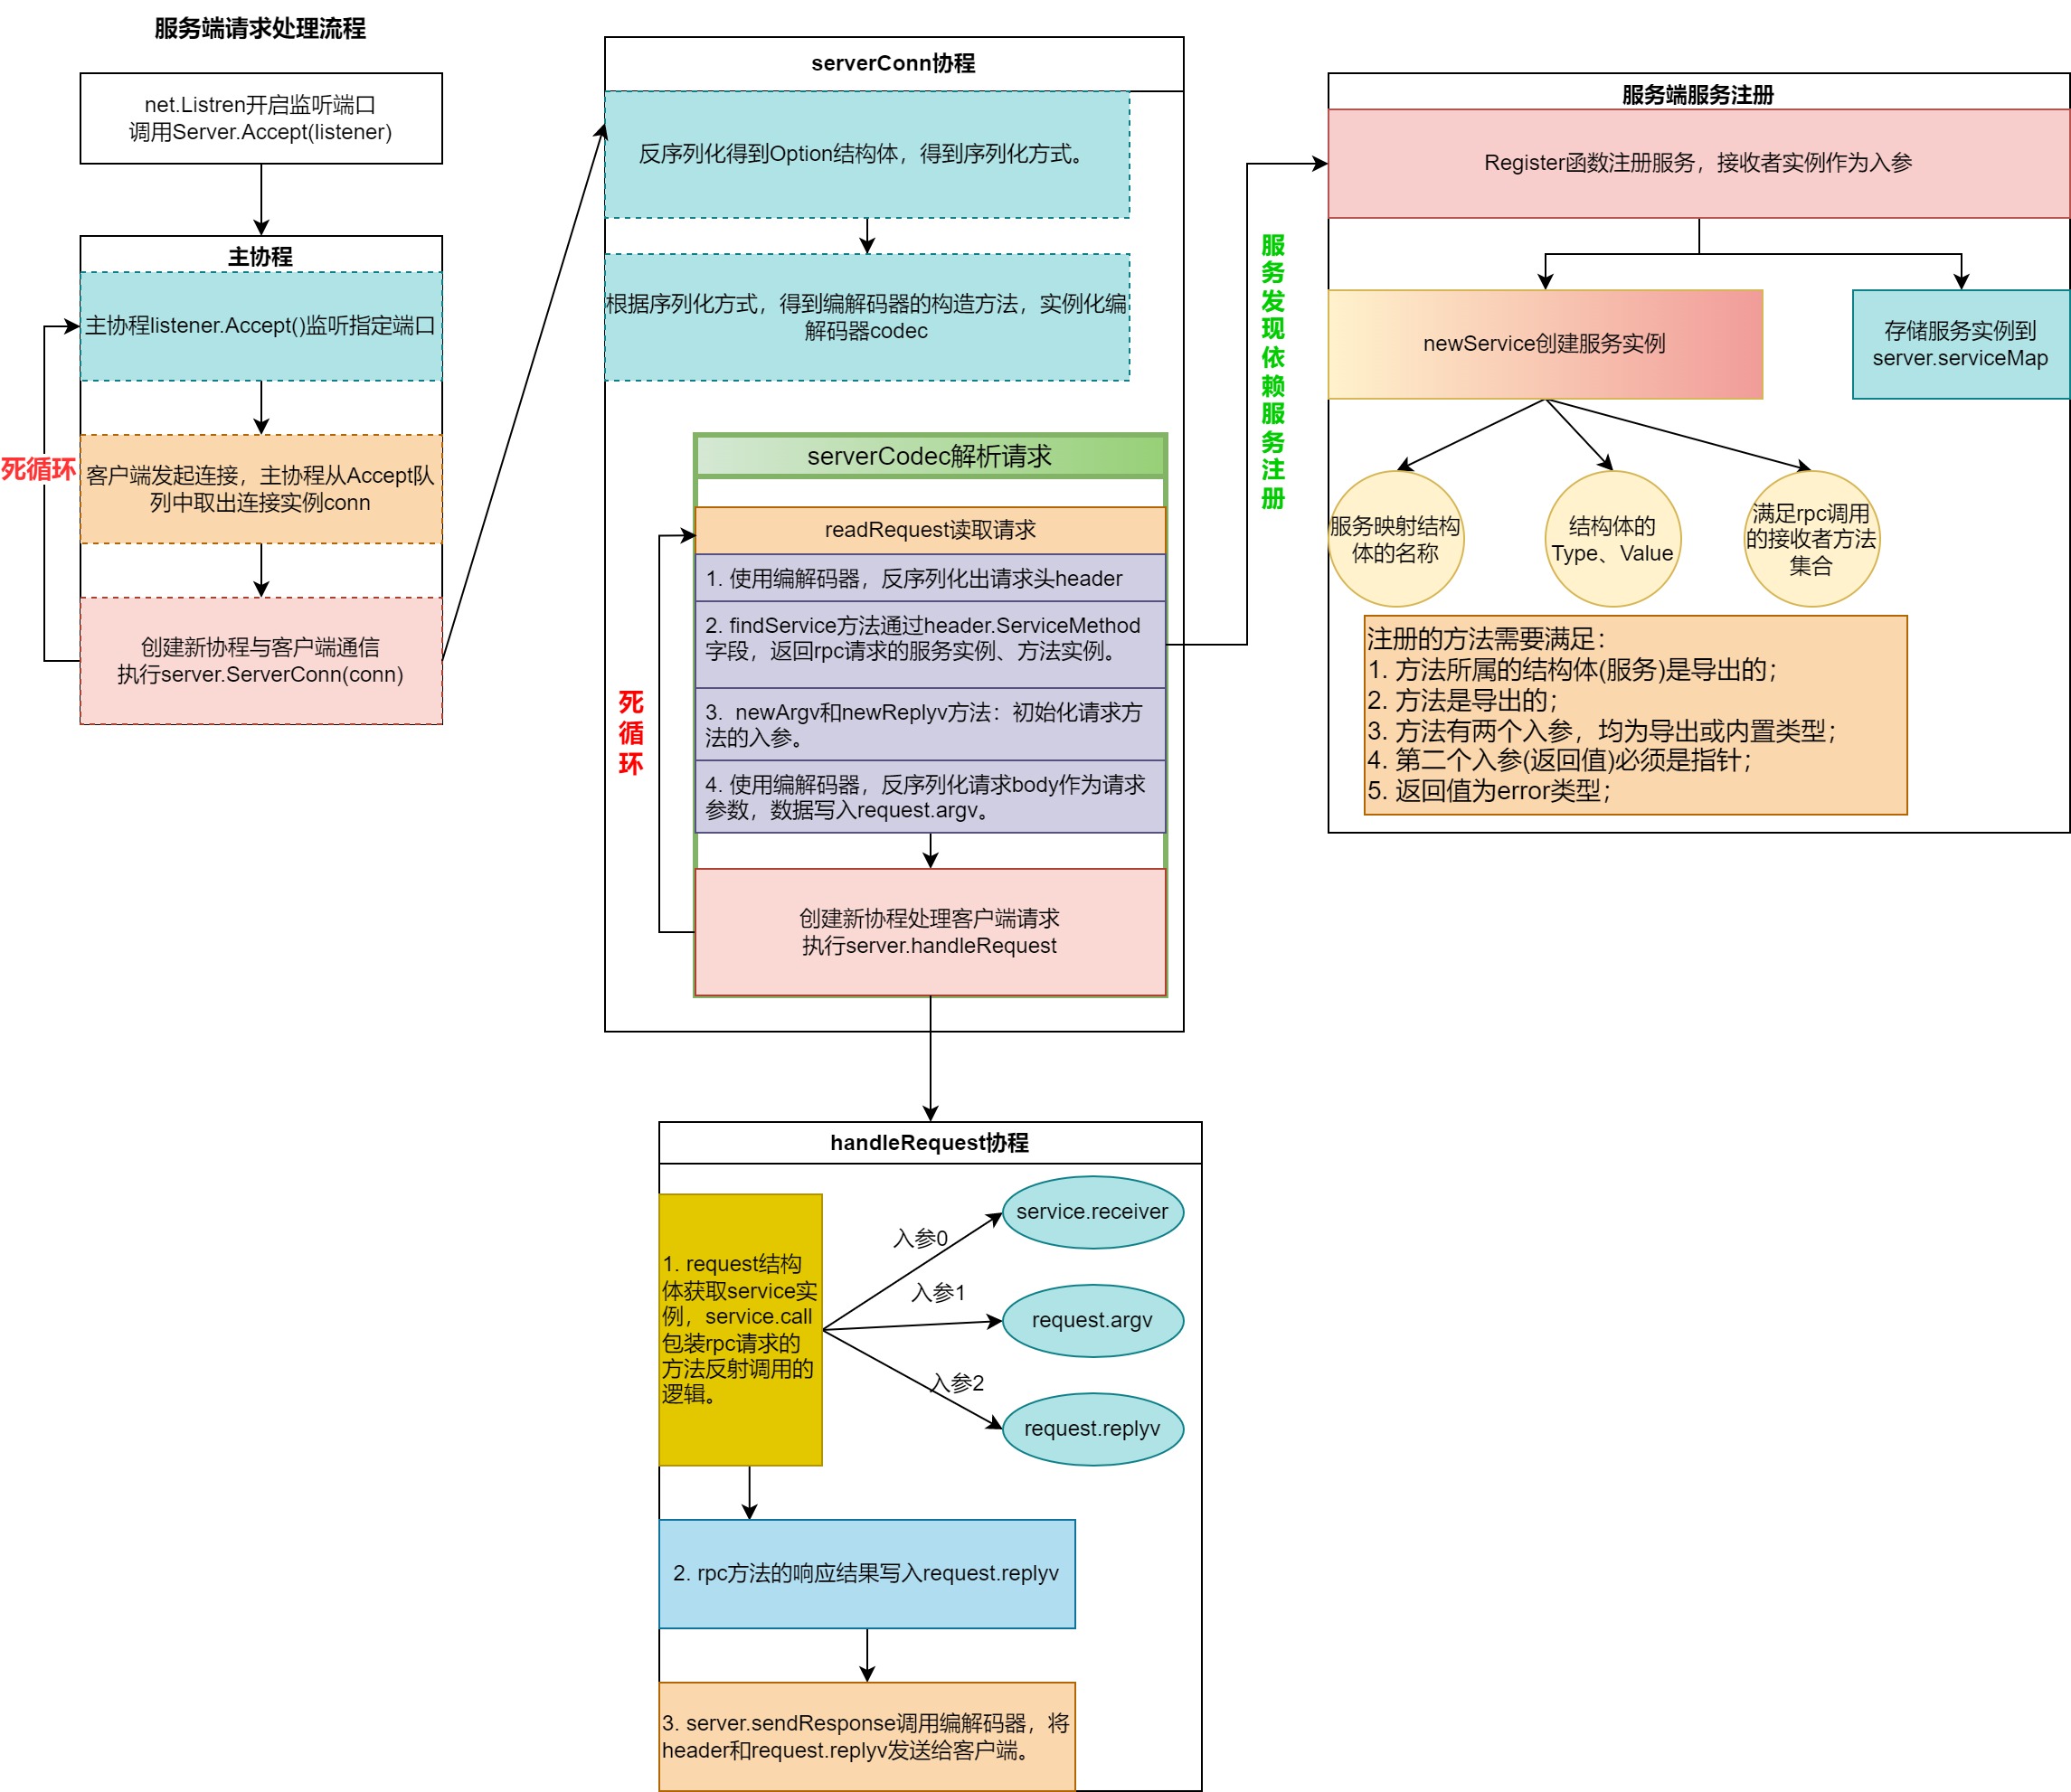 服务端请求处理流程
net.Listren开启监听端口
调用Server.Accept(listener)
主协程
主协程listener.Accept()监听指定端口
客户端发起连接，主协程从Accept队
列中取出连接实例conn
创建新协程与客户端通信
执行server.ServerConn(conn)
死循环
serverConn协程
反序列化得到Option结构体，得到序列化方式。
根据序列化方式，得到编解码器的构造方法，实例化编
解码器codec
serverCodec解析请求
readRequest读取请求
1. 使用编解码器，反序列化出请求头header
2. findService方法通过header.ServiceMethod
字段，返回rpc请求的服务实例、方法实例。
3. newArgv和newReplyv方法：初始化请求方
法的入参。
4. 使用编解码器，反序列化请求body作为请求
参数，数据写入request.argv。
创建新协程处理客户端请求
执行server.handleRequest
死
循
环
服
务
发
现
依
赖
服
务
注
册
服务端服务注册
Register函数注册服务，接收者实例作为入参
newService创建服务实例
存储服务实例到
server.serviceMap
服务映射结构
体的名称
结构体的
Type、Value
满足rpc调用
的接收者方法
集合
注册的方法需要满足：
1. 方法所属的结构体(服务)是导出的；
2. 方法是导出的；
3. 方法有两个入参，均为导出或内置类型；
4. 第二个入参(返回值)必须是指针；
5. 返回值为error类型；
handleRequest协程
1. request结构
体获取service实
例，service.call
包装rpc请求的
方法反射调用的
逻辑。
入参0
入参1
入参2
service.receiver
request.argv
request.replyv
2. rpc方法的响应结果写入request.replyv
3. server.sendResponse调用编解码器，将
header和request.replyv发送给客户端。